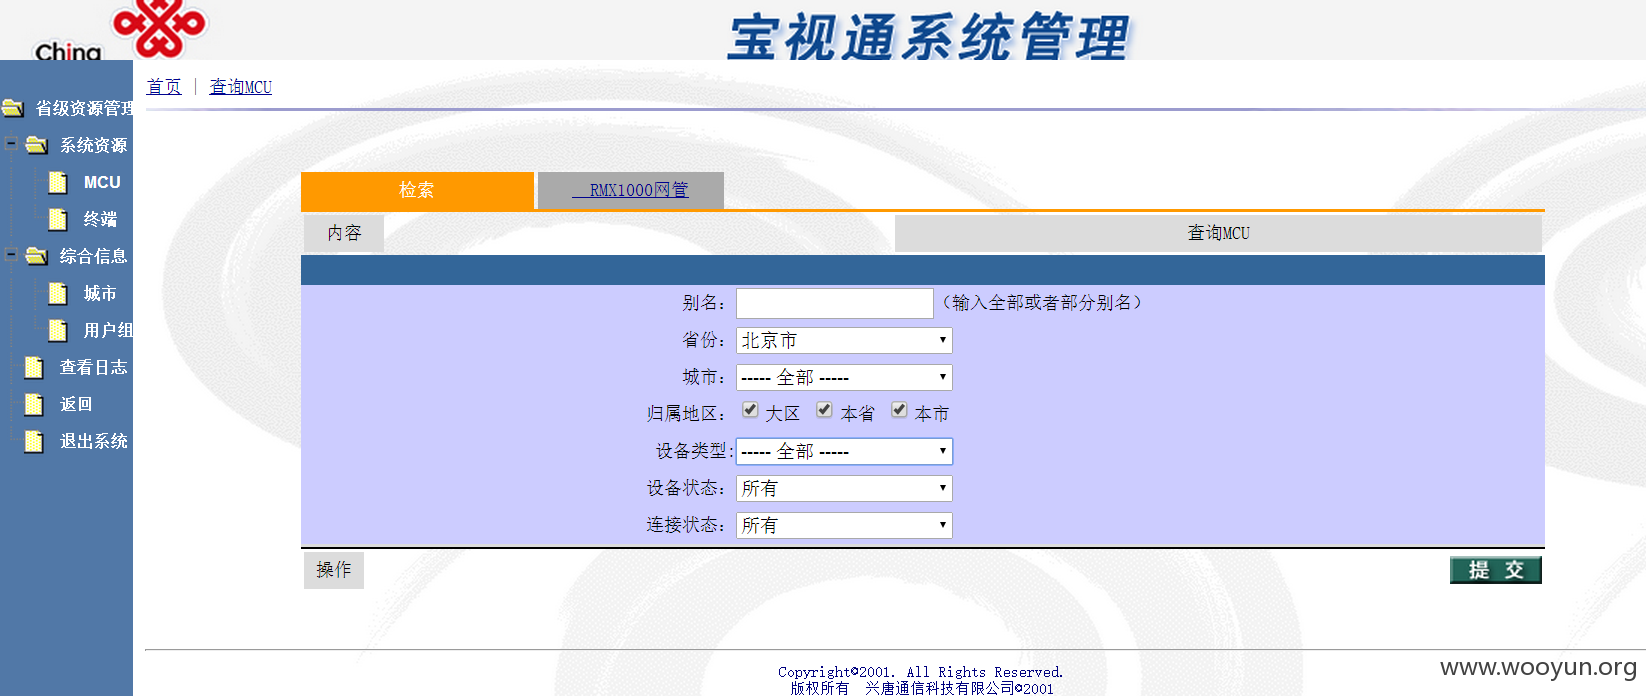 China
宝视通系统管理
首页 | 查询MCU
省级资源管理
系统资源
MCU
终端
综合信息
城市
用户组
查看日志
返回
退出系统
检索
RMX1000网管
内容
查询MCU
别名: （输入全部或者部分别名）
省份: 北京市
城市: ----- 全部 -----
归属地区: 大区 本省 本市
设备类型: ----- 全部 -----
设备状态: 所有
连接状态: 所有
操作
提 交
Copyright©2001. All Rights Reserved.
版权所有 兴唐通信科技有限公司©2001
www.wooyun.org